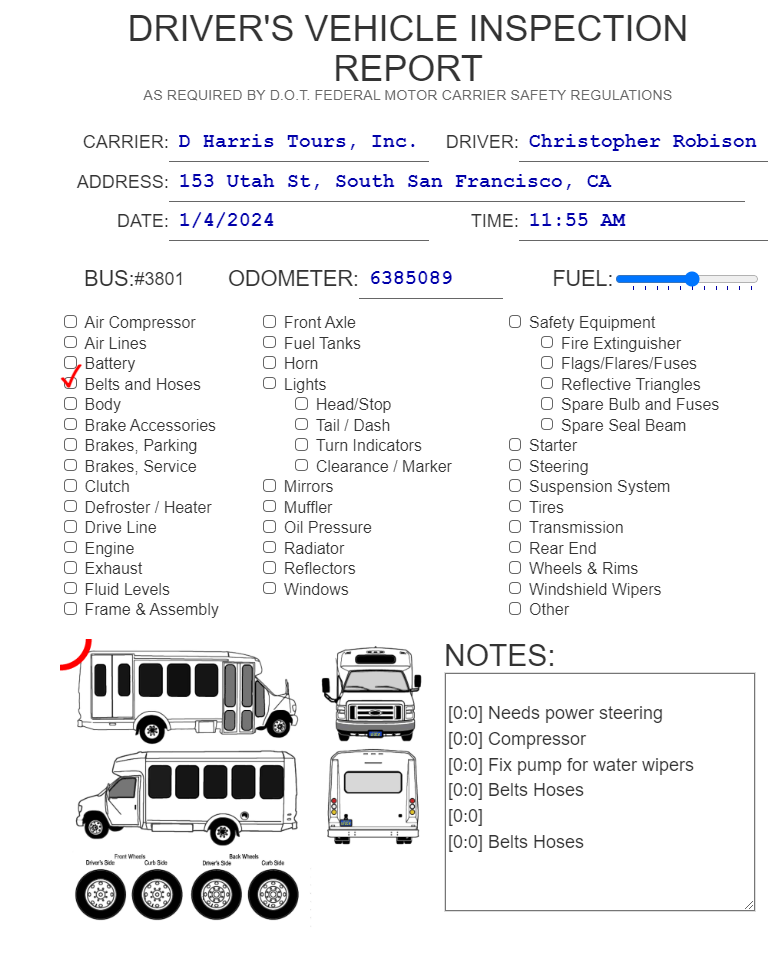 DRIVER'S VEHICLE INSPECTION
REPORT
AS REQUIRED BY D.O.T. FEDERAL MOTOR CARRIER SAFETY REGULATIONS
CARRIER: D Harris Tours, Inc. DRIVER: Christopher Robison
ADDRESS: 153 Utah St, South San Francisco, CA
DATE: 1/4/2024 TIME: 11:55 AM
BUS:#3801 ODOMETER: 6385089 FUEL:
Air Compressor
Air Lines
Battery
Belts and Hoses
Body
Brake Accessories
Brakes, Parking
Brakes, Service
Clutch
Defroster / Heater
Drive Line
Engine
Exhaust
Fluid Levels
Frame & Assembly
Front Axle
Fuel Tanks
Horn
Lights
Head/Stop
Tail / Dash
Turn Indicators
Clearance / Marker
Mirrors
Muffler
Oil Pressure
Radiator
Reflectors
Windows
Safety Equipment
Fire Extinguisher
Flags/Flares/Fuses
Reflective Triangles
Spare Bulb and Fuses
Spare Seal Beam
Starter
Steering
Suspension System
Tires
Transmission
Rear End
Wheels & Rims
Windshield Wipers
Other
Front Wheels Back Wheels
Driver's Side Curb Side Driver's Side Curb Side
NOTES:
[0:0] Needs power steering
[0:0] Compressor
[0:0] Fix pump for water wipers
[0:0] Belts Hoses
[0:0]
[0:0] Belts Hoses